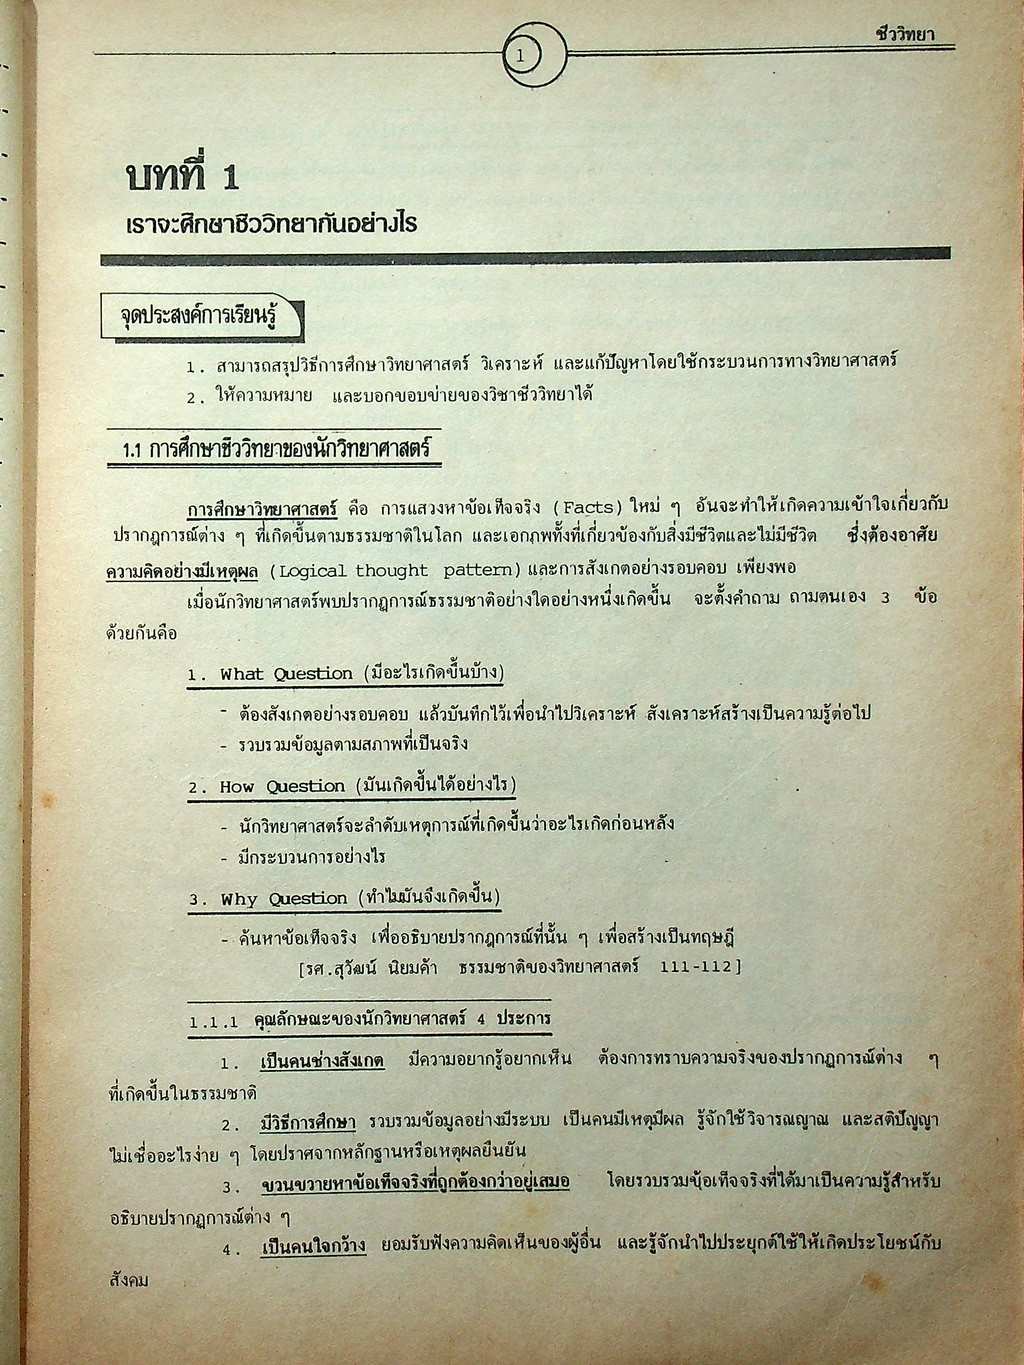 ชีววิทยา
1
บทที่ 1
เราจะศึกษาชีววิทยากันอย่างไร
จุดประสงค์การเรียนรู้
1. สามารถสรุปวิธีการศึกษาวิทยาศาสตร์ วิเคราะห์ และแก้ปัญหาโดยใช้กระบวนการทางวิทยาศาสตร์
2. ให้ความหมาย และบอกขอบข่ายของวิชาชีววิทยาได้
1.1 การศึกษาชีววิทยาของนักวิทยาศาสตร์
การศึกษาวิทยาศาสตร์ คือ การแสวงหาข้อเท็จจริง (Facts) ใหม่ ๆ อันจะทำให้เกิดความเข้าใจเกี่ยวกับ
ปรากฎการณ์ต่าง ๆ ที่เกิดขึ้นตามธรรมชาติในโลก และเอกภพทั้งที่เกี่ยวข้องกับสิ่งมีชีวิตและไม่มีชีวิต ซึ่งต้องอาศัย
ความคิดอย่างมีเหตุผล (Logical thought pattern) และการสังเกตอย่างรอบคอบ เพียงพอ
เมื่อนักวิทยาศาสตร์พบปรากฏการณ์ธรรมชาติอย่างใดอย่างหนึ่งเกิดขึ้น จะตั้งคำถาม ถามตนเอง 3 ข้อ
ด้วยกันคือ
1. What Question (มีอะไรเกิดขึ้นบ้าง)
- ต้องสังเกตอย่างรอบคอบ แล้วบันทึกไว้เพื่อนำไปวิเคราะห์ สังเคราะห์สร้างเป็นความรู้ต่อไป
- รวบรวมข้อมูลตามสภาพที่เป็นจริง
2. How Question (มันเกิดขึ้นได้อย่างไร)
- นักวิทยาศาสตร์จะลำดับเหตุการณ์ที่เกิดขึ้นว่าอะไรเกิดก่อนหลัง
- มีกระบวนการอย่างไร
3. Why Question (ทำไมมันจึงเกิดขึ้น)
- ค้นหาข้อเท็จจริง เพื่ออธิบายปรากฎการณ์ที่นั้น ๆ เพื่อสร้างเป็นทฤษฎี
[รศ.สุวัฒน์ นิยมค้า ธรรมชาติของวิทยาศาสตร์ 111-112]
1.1.1 คุณลักษณะของนักวิทยาศาสตร์ 4 ประการ
1. เป็นคนช่างสังเกต มีความอยากรู้อยากเห็น ต้องการทราบความจริงของปรากฏการณ์ต่าง ๆ
ที่เกิดขึ้นในธรรมชาติ
2. มีวิธีการศึกษา รวบรวมข้อมูลอย่างมีระบบ เป็นคนมีเหตุมีผล รู้จักใช้วิจารณญาณ และสติปัญญา
ไม่เชื่ออะไรง่าย ๆ โดยปราศจากหลักฐานหรือเหตุผลยืนยัน
3. ขวนขวายหาข้อเท็จจริงที่ถูกต้องกว่าอยู่เสมอ โดยรวบรวมข้อเท็จจริงที่ได้มาเป็นความรู้สำหรับ
อธิบายปรากฏการณ์ต่าง ๆ
4. เป็นคนใจกว้าง ยอมรับฟังความคิดเห็นของผู้อื่น และรู้จักนำไปประยุกต์ใช้ให้เกิดประโยชน์กับ
สังคม